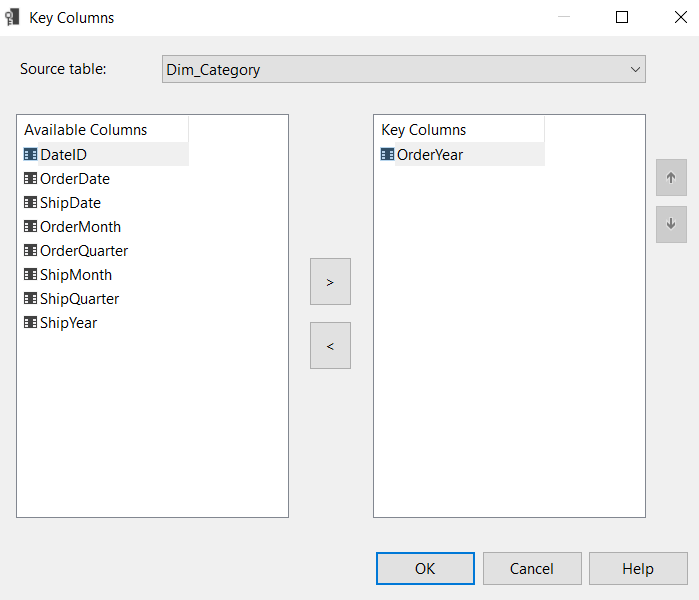 Key Columns
Source table:
Dim_Category
Available Columns
DateID
OrderDate
ShipDate
OrderMonth
OrderQuarter
ShipMonth
ShipQuarter
ShipYear
>
<
Key Columns
OrderYear
OK
Cancel
Help